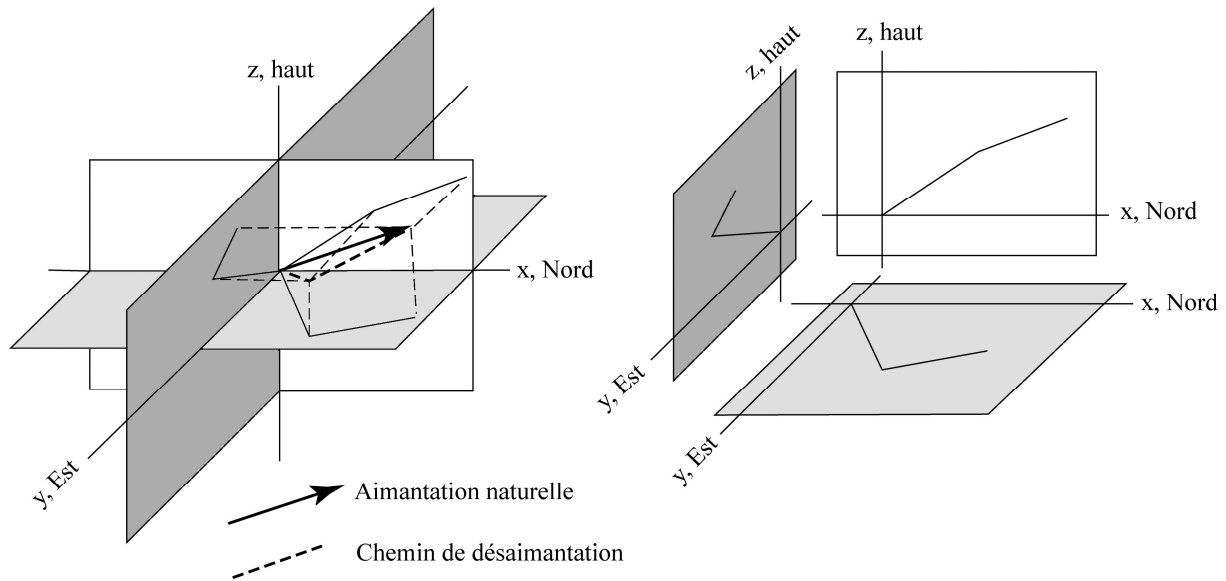 z, haut
x, Nord
y, Est
Aimantation naturelle
Chemin de désaimantation
z, haut
y, Est
z, haut
x, Nord
x, Nord
y, Est